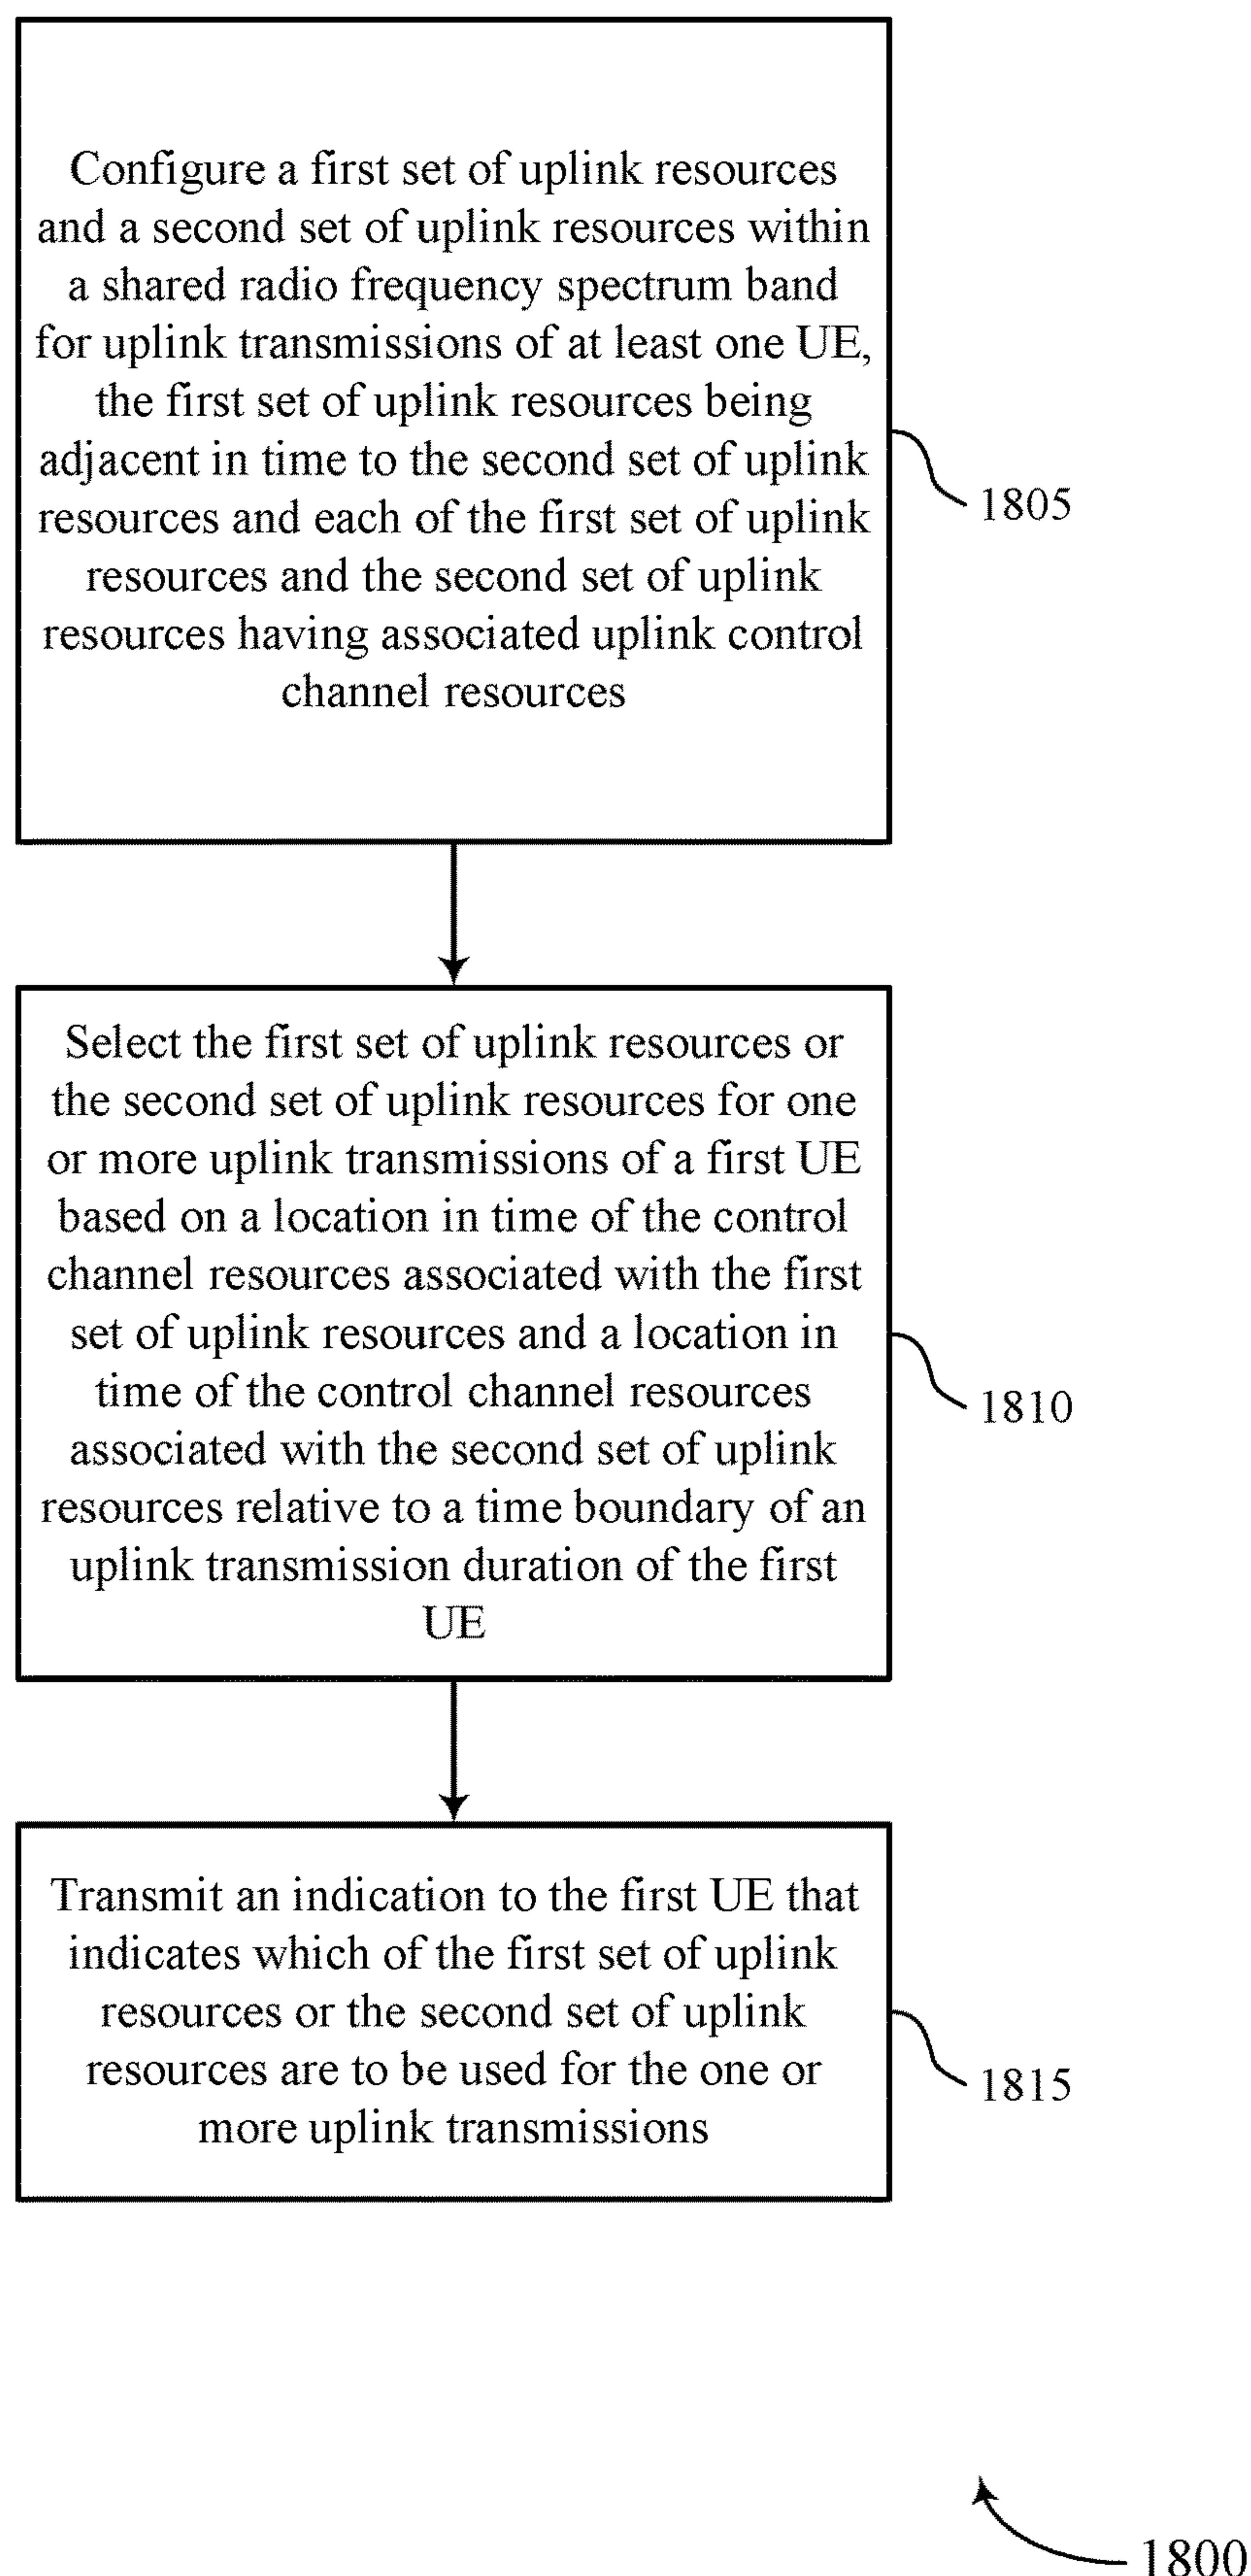 Configure a first set of uplink resources
and a second set of uplink resources within
a shared radio frequency spectrum band
for uplink transmissions of at least one UE,
the first set of uplink resources being
adjacent in time to the second set of uplink
resources and each of the first set of uplink
resources and the second set of uplink
resources having associated uplink control
channel resources
1805
Select the first set of uplink resources or
the second set of uplink resources for one
or more uplink transmissions of a first UE
based on a location in time of the control
channel resources associated with the first
set of uplink resources and a location in
time of the control channel resources
associated with the second set of uplink
resources relative to a time boundary of an
uplink transmission duration of the first
UE
1810
Transmit an indication to the first UE that
indicates which of the first set of uplink
resources or the second set of uplink
resources are to be used for the one or
more uplink transmissions
1815
1800